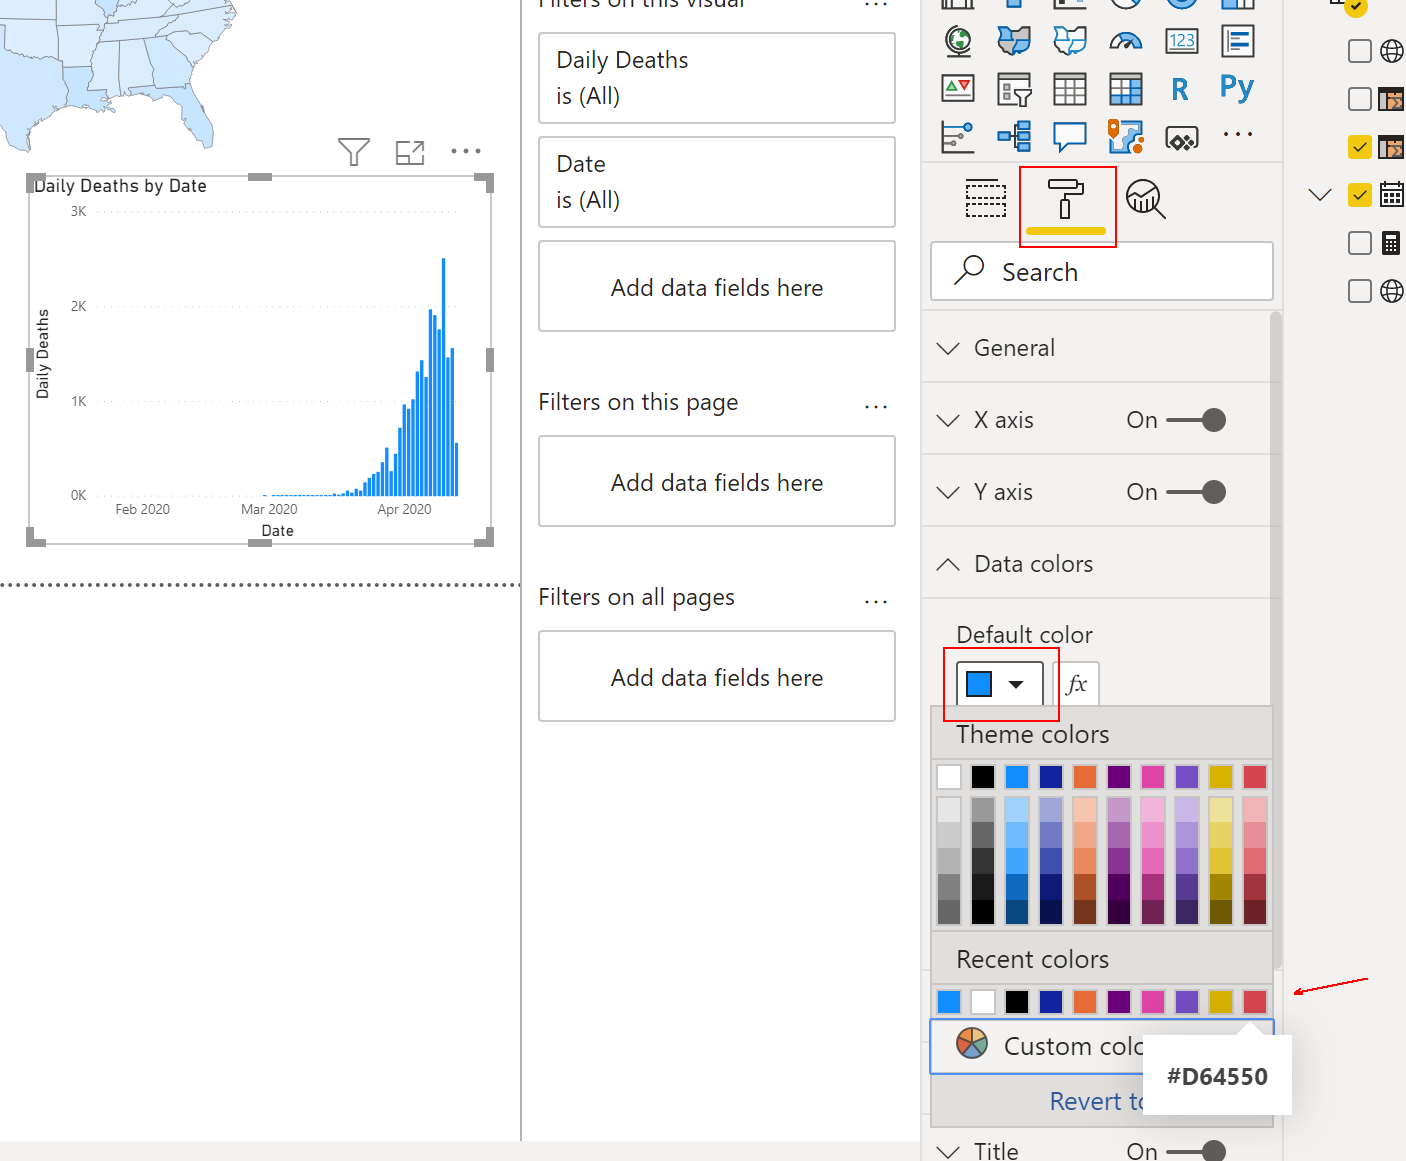 Filters on this visual
...
Daily Deaths
is (All)
Date
is (All)
Add data fields here
Filters on this page
...
Add data fields here
Filters on all pages
...
Add data fields here
Daily Deaths by Date
3K
2K
1K
0K
Daily Deaths
Feb 2020
Mar 2020
Apr 2020
Date
123
R
Py
Search
General
X axis
On
Y axis
On
Data colors
Default color
fx
Theme colors
Recent colors
Custom colo
#D64550
Revert to
Title
On